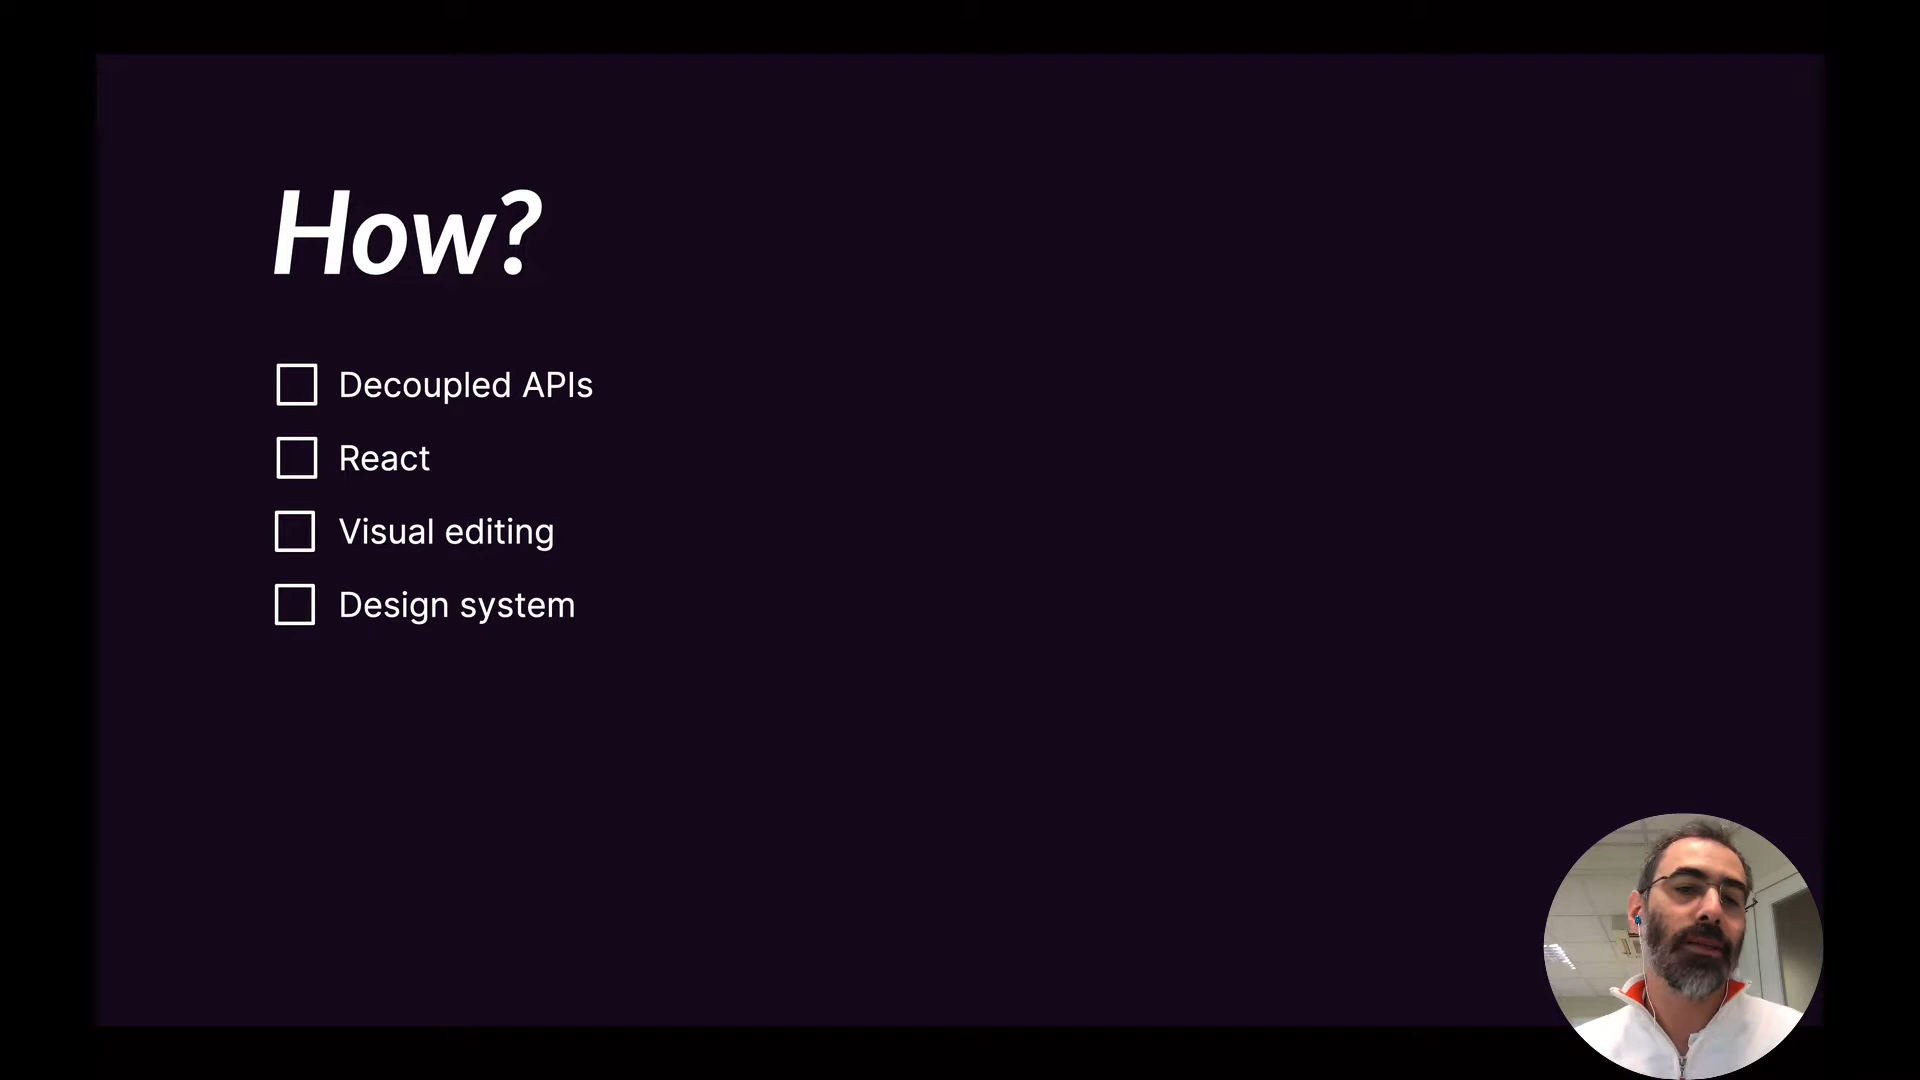 How?
Decoupled APIs
React
Visual editing
Design system